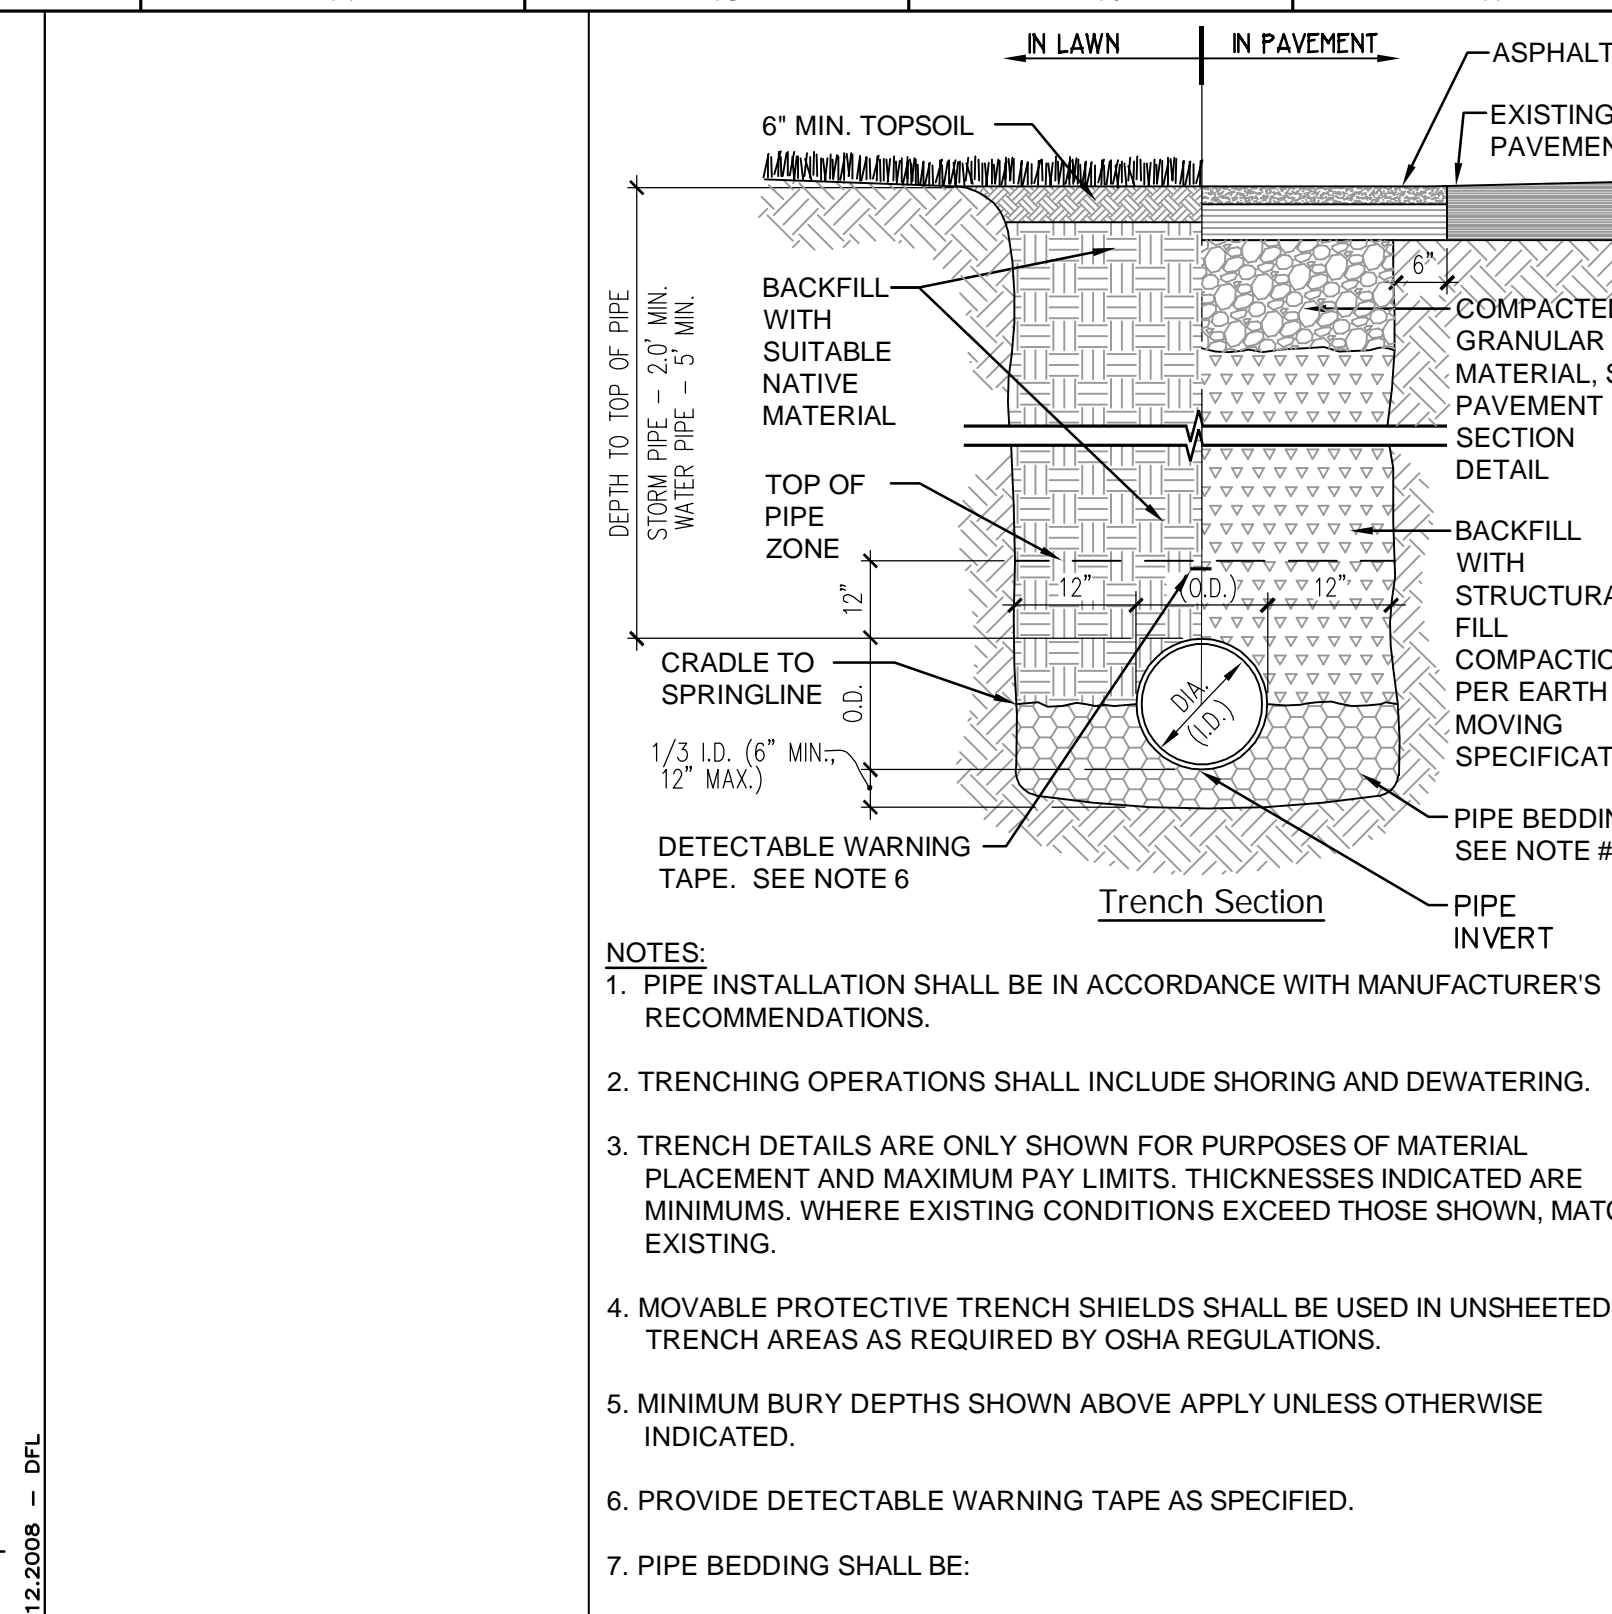 IN LAWN
IN PAVEMENT
ASPHALT
6" MIN. TOPSOIL
EXISTING
PAVEMEN
6"
BACKFILL
WITH
SUITABLE
NATIVE
MATERIAL
COMPACTED
GRANULAR
MATERIAL, S
PAVEMENT
SECTION
DETAIL
DEPTH TO TOP OF PIPE
STORM PIPE – 2.0' MIN.
WATER PIPE – 5' MIN.
TOP OF
PIPE
ZONE
BACKFILL
WITH
STRUCTURA
FILL
COMPACTIO
PER EARTH
MOVING
SPECIFICAT
12"
12"
(O.D.)
12"
CRADLE TO
SPRINGLINE
O.D.
DIA.
(I.D.)
1/3 I.D. (6" MIN.,
12" MAX.)
DETECTABLE WARNING
TAPE. SEE NOTE 6
PIPE BEDDIN
SEE NOTE #
PIPE
INVERT
Trench Section
NOTES:
1. PIPE INSTALLATION SHALL BE IN ACCORDANCE WITH MANUFACTURER'S
RECOMMENDATIONS.
2. TRENCHING OPERATIONS SHALL INCLUDE SHORING AND DEWATERING.
3. TRENCH DETAILS ARE ONLY SHOWN FOR PURPOSES OF MATERIAL
PLACEMENT AND MAXIMUM PAY LIMITS. THICKNESSES INDICATED ARE
MINIMUMS. WHERE EXISTING CONDITIONS EXCEED THOSE SHOWN, MATC
EXISTING.
4. MOVABLE PROTECTIVE TRENCH SHIELDS SHALL BE USED IN UNSHEETED
TRENCH AREAS AS REQUIRED BY OSHA REGULATIONS.
5. MINIMUM BURY DEPTHS SHOWN ABOVE APPLY UNLESS OTHERWISE
INDICATED.
6. PROVIDE DETECTABLE WARNING TAPE AS SPECIFIED.
7. PIPE BEDDING SHALL BE:
12.2008 – DFL